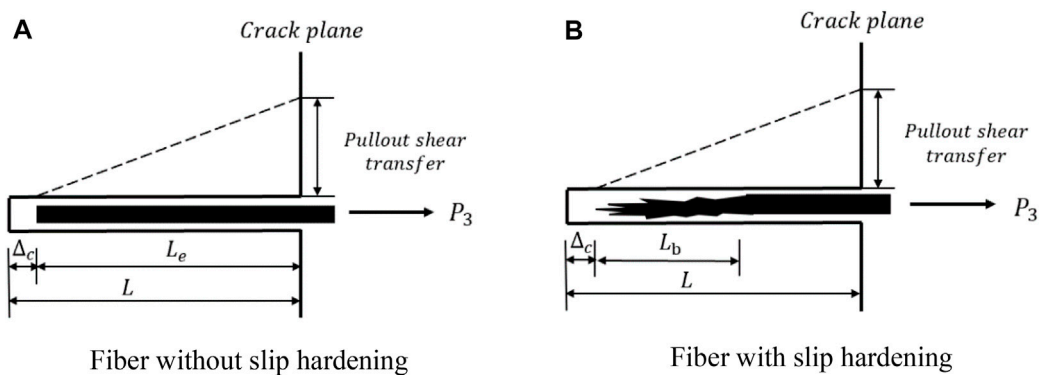 A
Crack plane
Pullout shear
transfer
P₃
Δc
Lₑ
L
Fiber without slip hardening
B
Crack plane
Pullout shear
transfer
P₃
Δc
L_b
L
Fiber with slip hardening